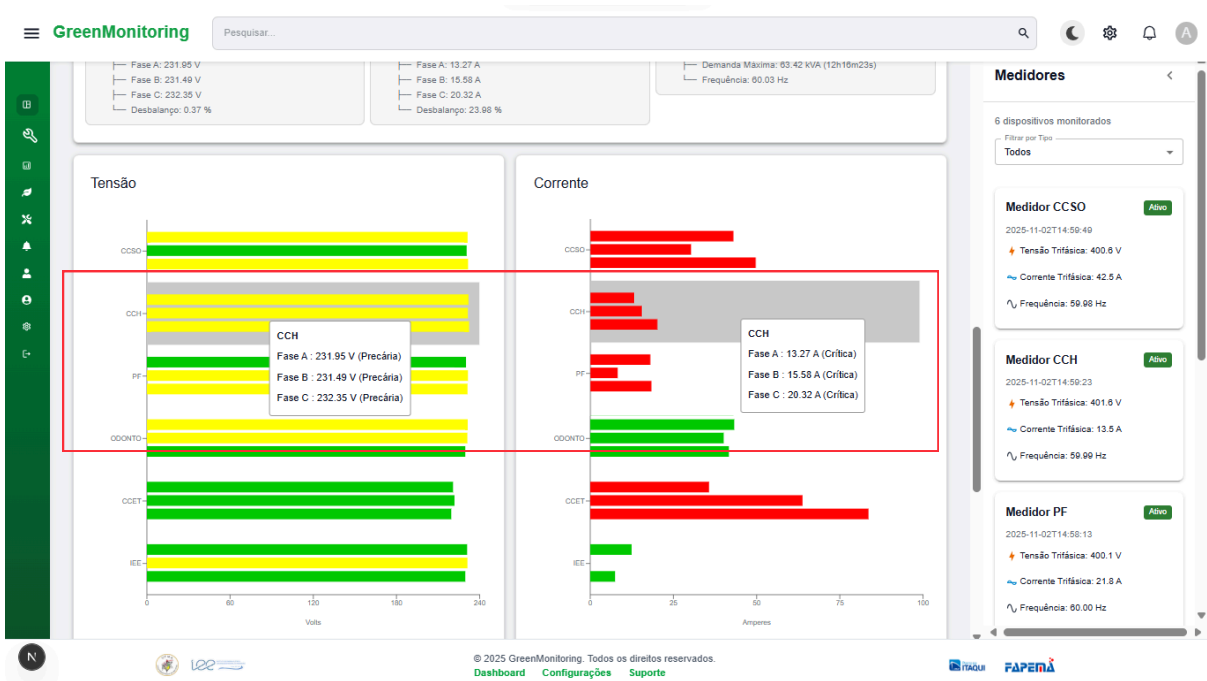 GreenMonitoring
Pesquisar...
A
Fase A: 231.95 V
Fase B: 231.49 V
Fase C: 232.35 V
Desbalanço: 0.37 %
Fase A: 13.27 A
Fase B: 15.58 A
Fase C: 20.32 A
Desbalanço: 23.98 %
Demanda Máxima: 63.42 kVA (12h16m23s)
Frequência: 60.03 Hz
Tensão
CCSO
CCH
PF
ODONTO
CCET
IEE
0 60 120 180 240
Volts
CCH
Fase A : 231.95 V (Precária)
Fase B : 231.49 V (Precária)
Fase C : 232.35 V (Precária)
Corrente
CCSO
CCH
PF
ODONTO
CCET
IEE
0 25 50 75 100
Amperes
CCH
Fase A : 13.27 A (Crítica)
Fase B : 15.58 A (Crítica)
Fase C : 20.32 A (Crítica)
Medidores
6 dispositivos monitorados
Filtrar por Tipo
Todos
Medidor CCSO Ativo
2025-11-02T14:59:49
Tensão Trifásica: 400.6 V
Corrente Trifásica: 42.5 A
Frequência: 59.98 Hz
Medidor CCH Ativo
2025-11-02T14:59:23
Tensão Trifásica: 401.6 V
Corrente Trifásica: 13.5 A
Frequência: 59.99 Hz
Medidor PF Ativo
2025-11-02T14:58:13
Tensão Trifásica: 400.1 V
Corrente Trifásica: 21.8 A
Frequência: 60.00 Hz
N
© 2025 GreenMonitoring. Todos os direitos reservados.
Dashboard Configurações Suporte
ITAQUI
FAPEMA